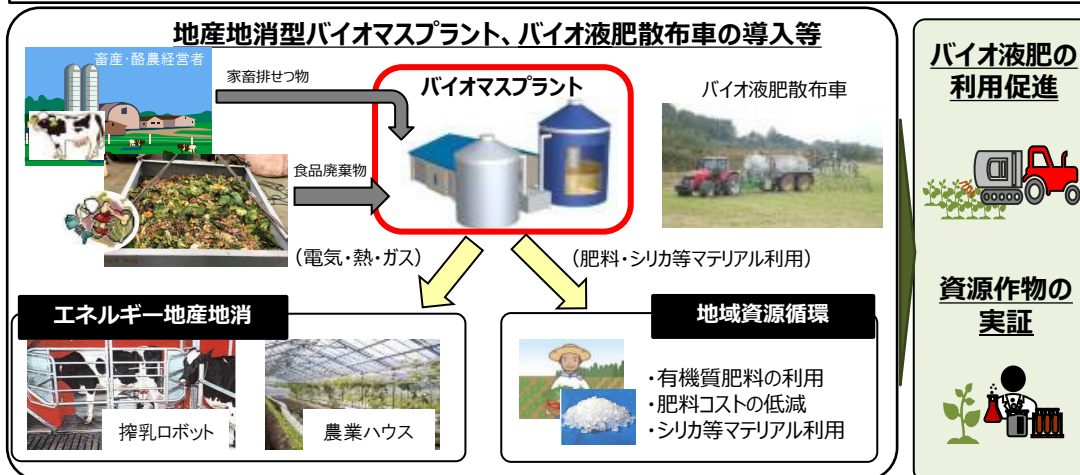 地産地消型バイオマスプラント、バイオ液肥散布車の導入等
畜産・酪農経営者
家畜排せつ物
バイオマスプラント
バイオ液肥散布車
食品廃棄物
（電気・熱・ガス）
（肥料・シリカ等マテリアル利用）
エネルギー地産地消
搾乳ロボット
農業ハウス
地域資源循環
・有機質肥料の利用
・肥料コストの低減
・シリカ等マテリアル利用
バイオ液肥の
利用促進
資源作物の
実証